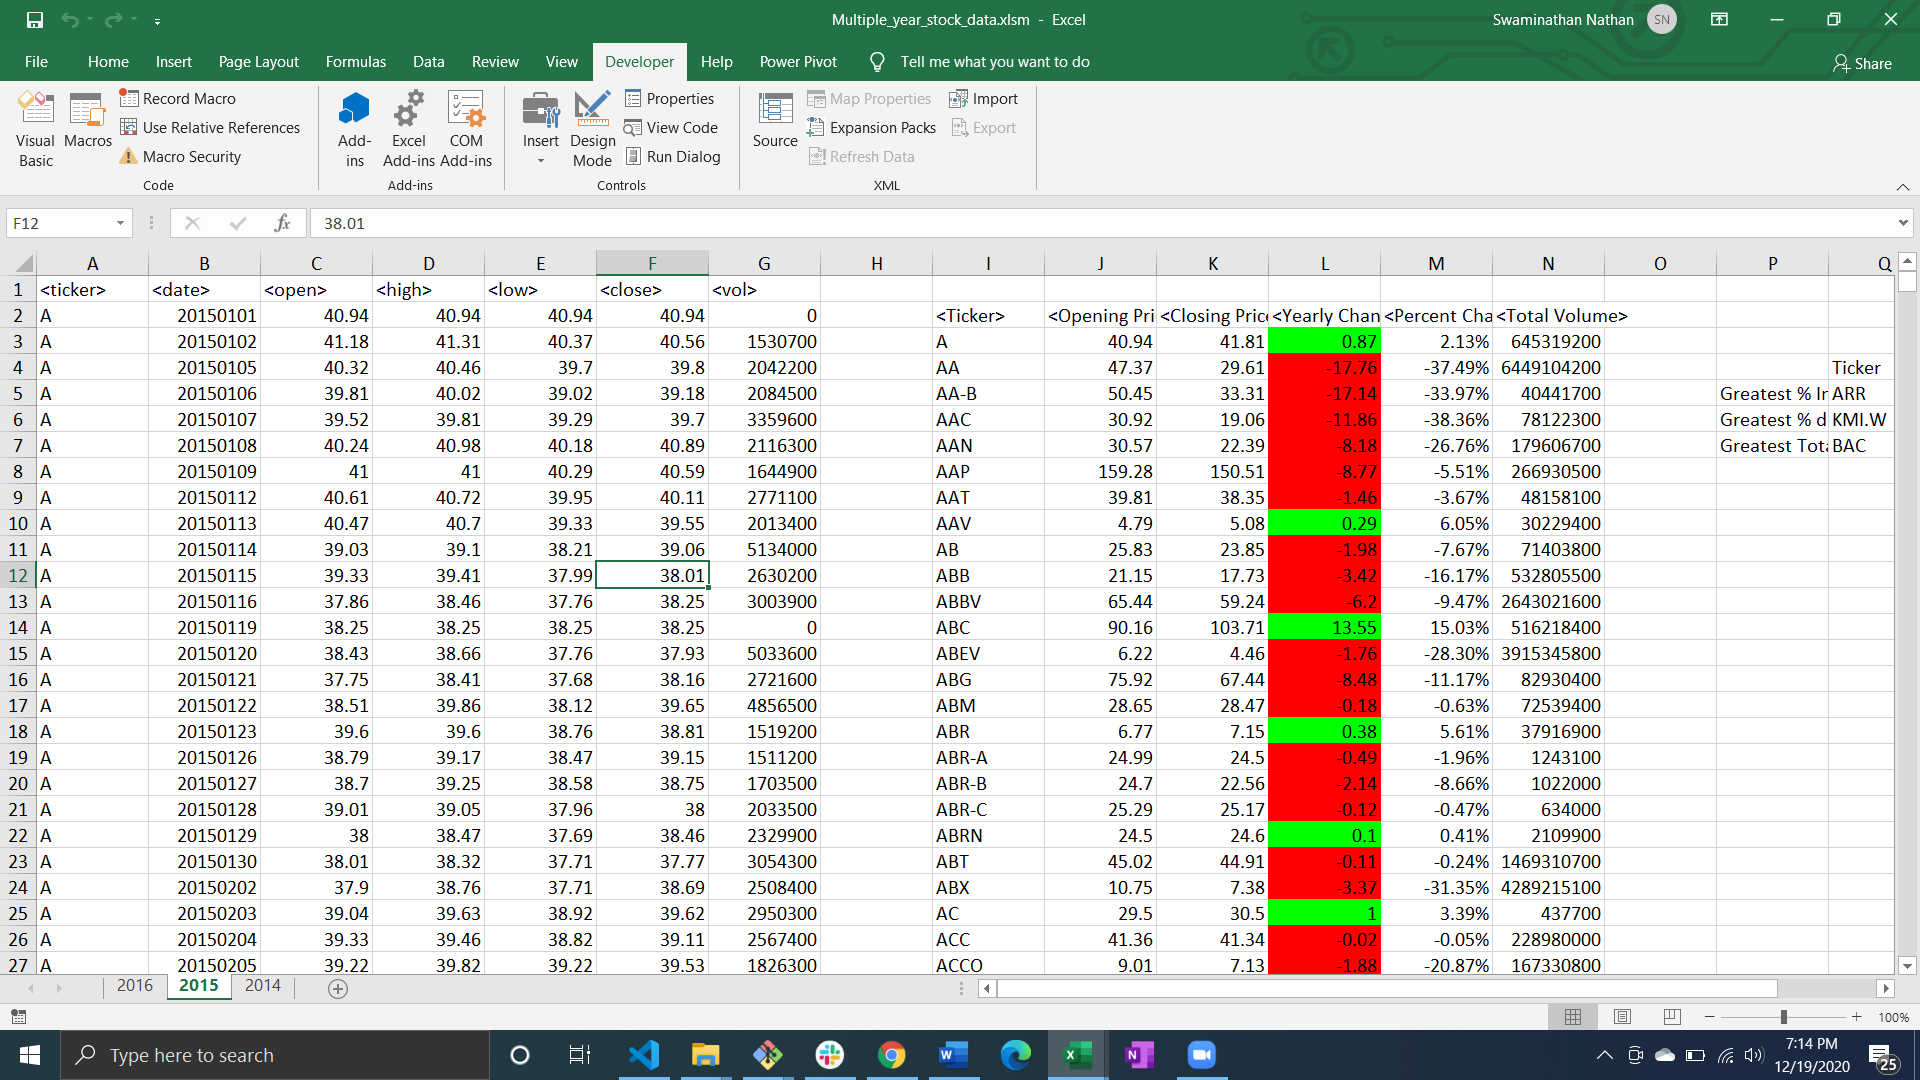 Multiple_year_stock_data.xlsm - Excel
Swaminathan Nathan SN
File Home Insert Page Layout Formulas Data Review View Developer Help Power Pivot Tell me what you want to do Share
Visual Basic
Macros
Record Macro
Use Relative References
Macro Security
Code
Add-ins
Excel Add-ins
COM Add-ins
Add-ins
Insert
Design Mode
Properties
View Code
Run Dialog
Controls
Source
Map Properties
Expansion Packs
Refresh Data
Import
Export
XML
F12 fx 38.01
A B C D E F G H I J K L M N O P Q
1 <ticker> <date> <open> <high> <low> <close> <vol>
2 A 20150101 40.94 40.94 40.94 40.94 0 <Ticker> <Opening Pri <Closing Price <Yearly Chan <Percent Cha <Total Volume>
3 A 20150102 41.18 41.31 40.37 40.56 1530700 A 40.94 41.81 0.87 2.13% 645319200
4 A 20150105 40.32 40.46 39.7 39.8 2042200 AA 47.37 29.61 -17.76 -37.49% 6449104200 Ticker
5 A 20150106 39.81 40.02 39.02 39.18 2084500 AA-B 50.45 33.31 -17.14 -33.97% 40441700 Greatest % Ir ARR
6 A 20150107 39.52 39.81 39.29 39.7 3359600 AAC 30.92 19.06 -11.86 -38.36% 78122300 Greatest % d KMI.W
7 A 20150108 40.24 40.98 40.18 40.89 2116300 AAN 30.57 22.39 -8.18 -26.76% 179606700 Greatest Tota BAC
8 A 20150109 41 41 40.29 40.59 1644900 AAP 159.28 150.51 -8.77 -5.51% 266930500
9 A 20150112 40.61 40.72 39.95 40.11 2771100 AAT 39.81 38.35 -1.46 -3.67% 48158100
10 A 20150113 40.47 40.7 39.33 39.55 2013400 AAV 4.79 5.08 0.29 6.05% 30229400
11 A 20150114 39.03 39.1 38.21 39.06 5134000 AB 25.83 23.85 -1.98 -7.67% 71403800
12 A 20150115 39.33 39.41 37.99 38.01 2630200 ABB 21.15 17.73 -3.42 -16.17% 532805500
13 A 20150116 37.86 38.46 37.76 38.25 3003900 ABBV 65.44 59.24 -6.2 -9.47% 2643021600
14 A 20150119 38.25 38.25 38.25 38.25 0 ABC 90.16 103.71 13.55 15.03% 516218400
15 A 20150120 38.43 38.66 37.76 37.93 5033600 ABEV 6.22 4.46 -1.76 -28.30% 3915345800
16 A 20150121 37.75 38.41 37.68 38.16 2721600 ABG 75.92 67.44 -8.48 -11.17% 82930400
17 A 20150122 38.51 39.86 38.12 39.65 4856500 ABM 28.65 28.47 -0.18 -0.63% 72539400
18 A 20150123 39.6 39.6 38.76 38.81 1519200 ABR 6.77 7.15 0.38 5.61% 37916900
19 A 20150126 38.79 39.17 38.47 39.15 1511200 ABR-A 24.99 24.5 -0.49 -1.96% 1243100
20 A 20150127 38.7 39.25 38.58 38.75 1703500 ABR-B 24.7 22.56 -2.14 -8.66% 1022000
21 A 20150128 39.01 39.05 37.96 38 2033500 ABR-C 25.29 25.17 -0.12 -0.47% 634000
22 A 20150129 38 38.47 37.69 38.46 2329900 ABRN 24.5 24.6 0.1 0.41% 2109900
23 A 20150130 38.01 38.32 37.71 37.77 3054300 ABT 45.02 44.91 -0.11 -0.24% 1469310700
24 A 20150202 37.9 38.76 37.71 38.69 2508400 ABX 10.75 7.38 -3.37 -31.35% 4289215100
25 A 20150203 39.04 39.63 38.92 39.62 2950300 AC 29.5 30.5 1 3.39% 437700
26 A 20150204 39.33 39.46 38.82 39.11 2567400 ACC 41.36 41.34 -0.02 -0.05% 228980000
27 A 20150205 39.22 39.82 39.22 39.53 1826300 ACCO 9.01 7.13 -1.88 -20.87% 167330800
2016 2015 2014
100%
Type here to search
7:14 PM
12/19/2020
25